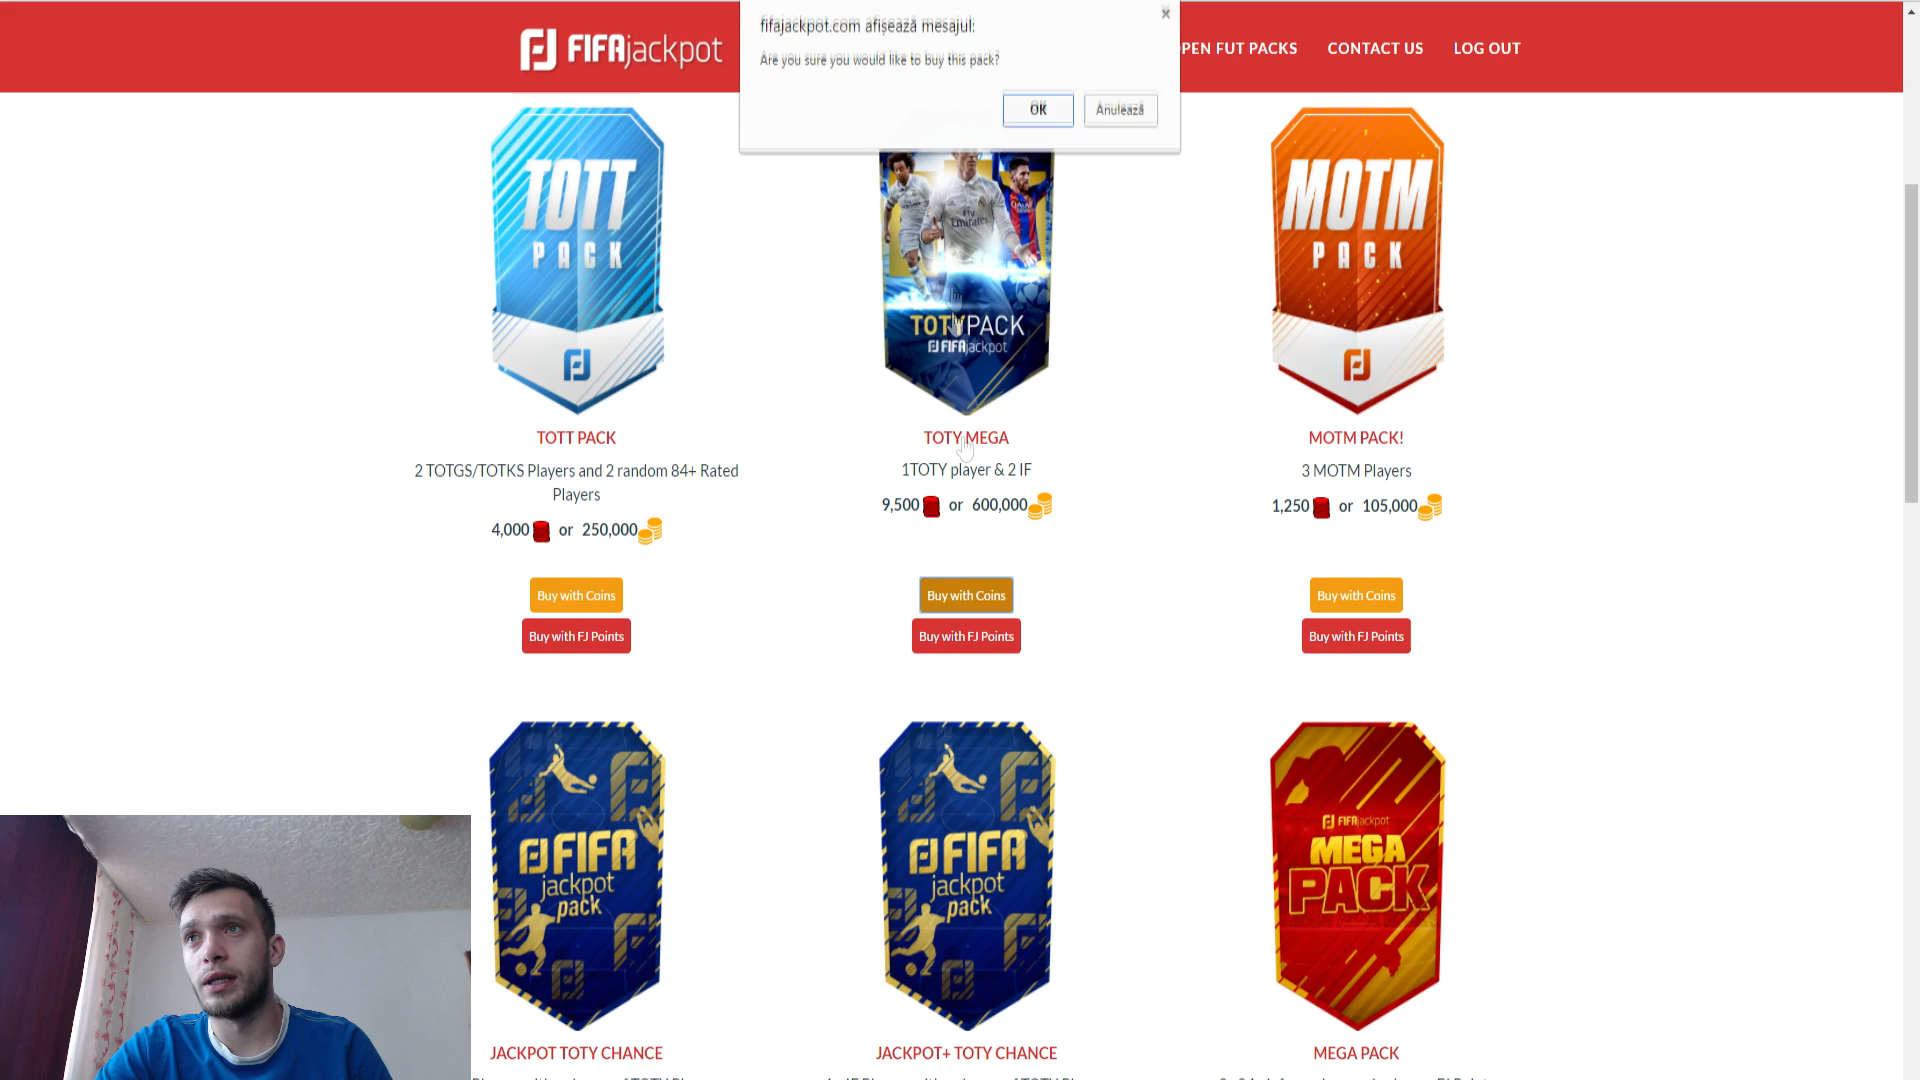 FIFAjackpot
fifajackpot.com afișează mesajul:
Are you sure you would like to buy this pack?
OK
Anulează
OPEN FUT PACKS
CONTACT US
LOG OUT
TOTT
PACK
TOTYPACK
FIFAjackpot
MOTM
PACK
TOTT PACK
2 TOTGS/TOTKS Players and 2 random 84+ Rated
Players
4,000 or 250,000
Buy with Coins
Buy with FJ Points
TOTY MEGA
1TOTY player & 2 IF
9,500 or 600,000
Buy with Coins
Buy with FJ Points
MOTM PACK!
3 MOTM Players
1,250 or 105,000
Buy with Coins
Buy with FJ Points
FIFA
jackpot
pack
FIFA
jackpot
pack
FIFAjackpot
MEGA
PACK
JACKPOT TOTY CHANCE
JACKPOT+ TOTY CHANCE
MEGA PACK